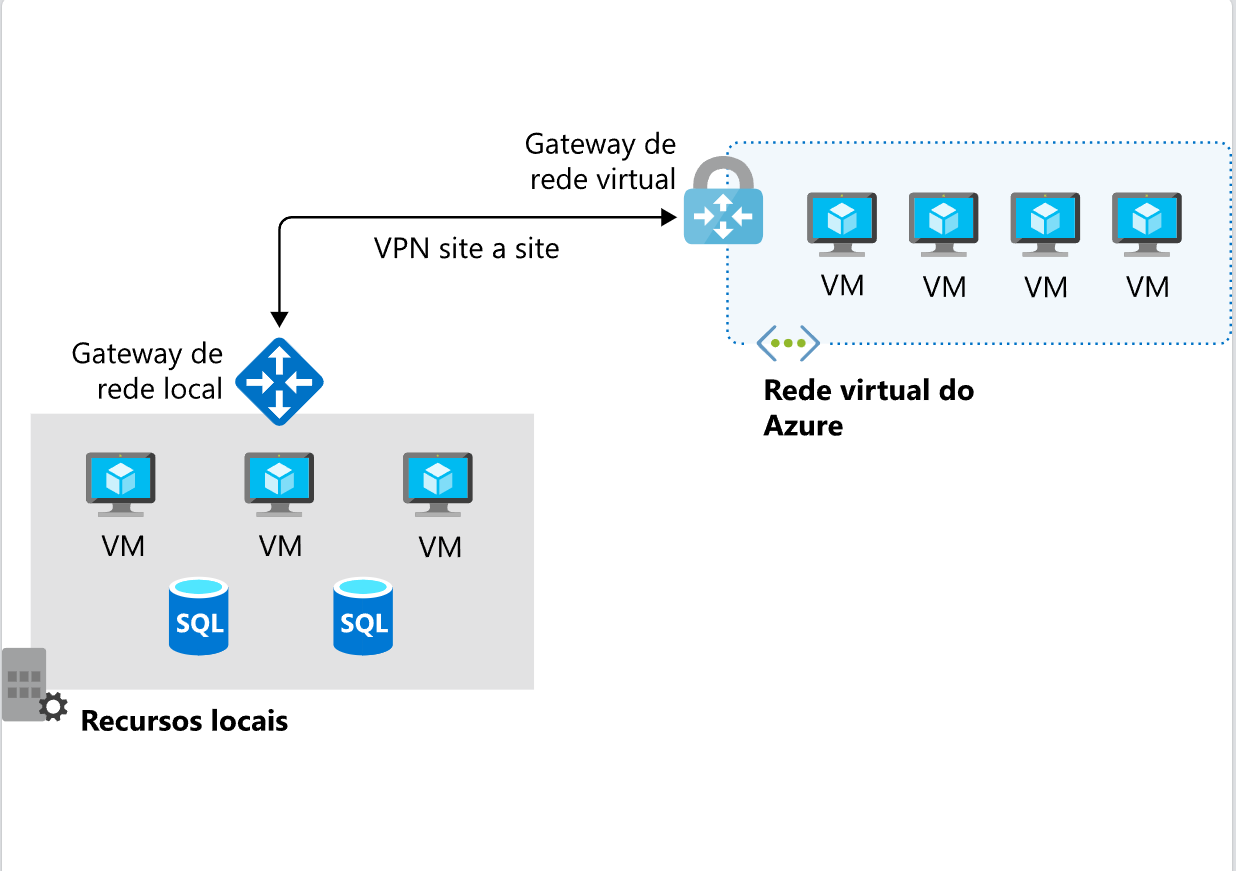 Gateway de
rede virtual
VPN site a site
VM
VM
VM
VM
Rede virtual do
Azure
Gateway de
rede local
VM
VM
VM
SQL
SQL
Recursos locais